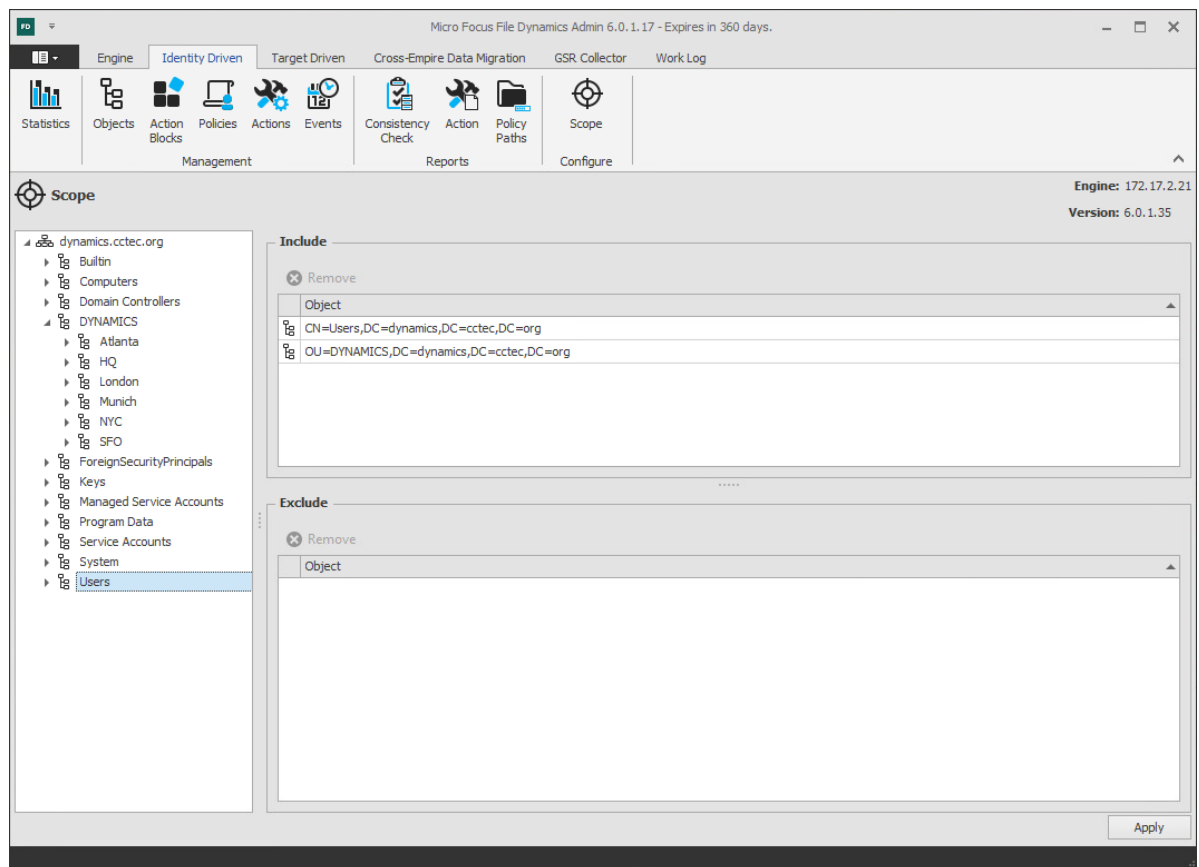 FD
Micro Focus File Dynamics Admin 6.0.1.17 - Expires in 360 days.
Engine Identity Driven Target Driven Cross-Empire Data Migration GSR Collector Work Log
12
Statistics Objects Action Blocks Policies Actions Events Consistency Check Action Policy Paths Scope
Management Reports Configure
Scope
Engine: 172.17.2.21
Version: 6.0.1.35
dynamics.cctec.org
Builtin
Computers
Domain Controllers
DYNAMICS
Atlanta
HQ
London
Munich
NYC
SFO
ForeignSecurityPrincipals
Keys
Managed Service Accounts
Program Data
Service Accounts
System
Users
Include
Remove
Object
CN=Users,DC=dynamics,DC=cctec,DC=org
OU=DYNAMICS,DC=dynamics,DC=cctec,DC=org
Exclude
Remove
Object
Apply